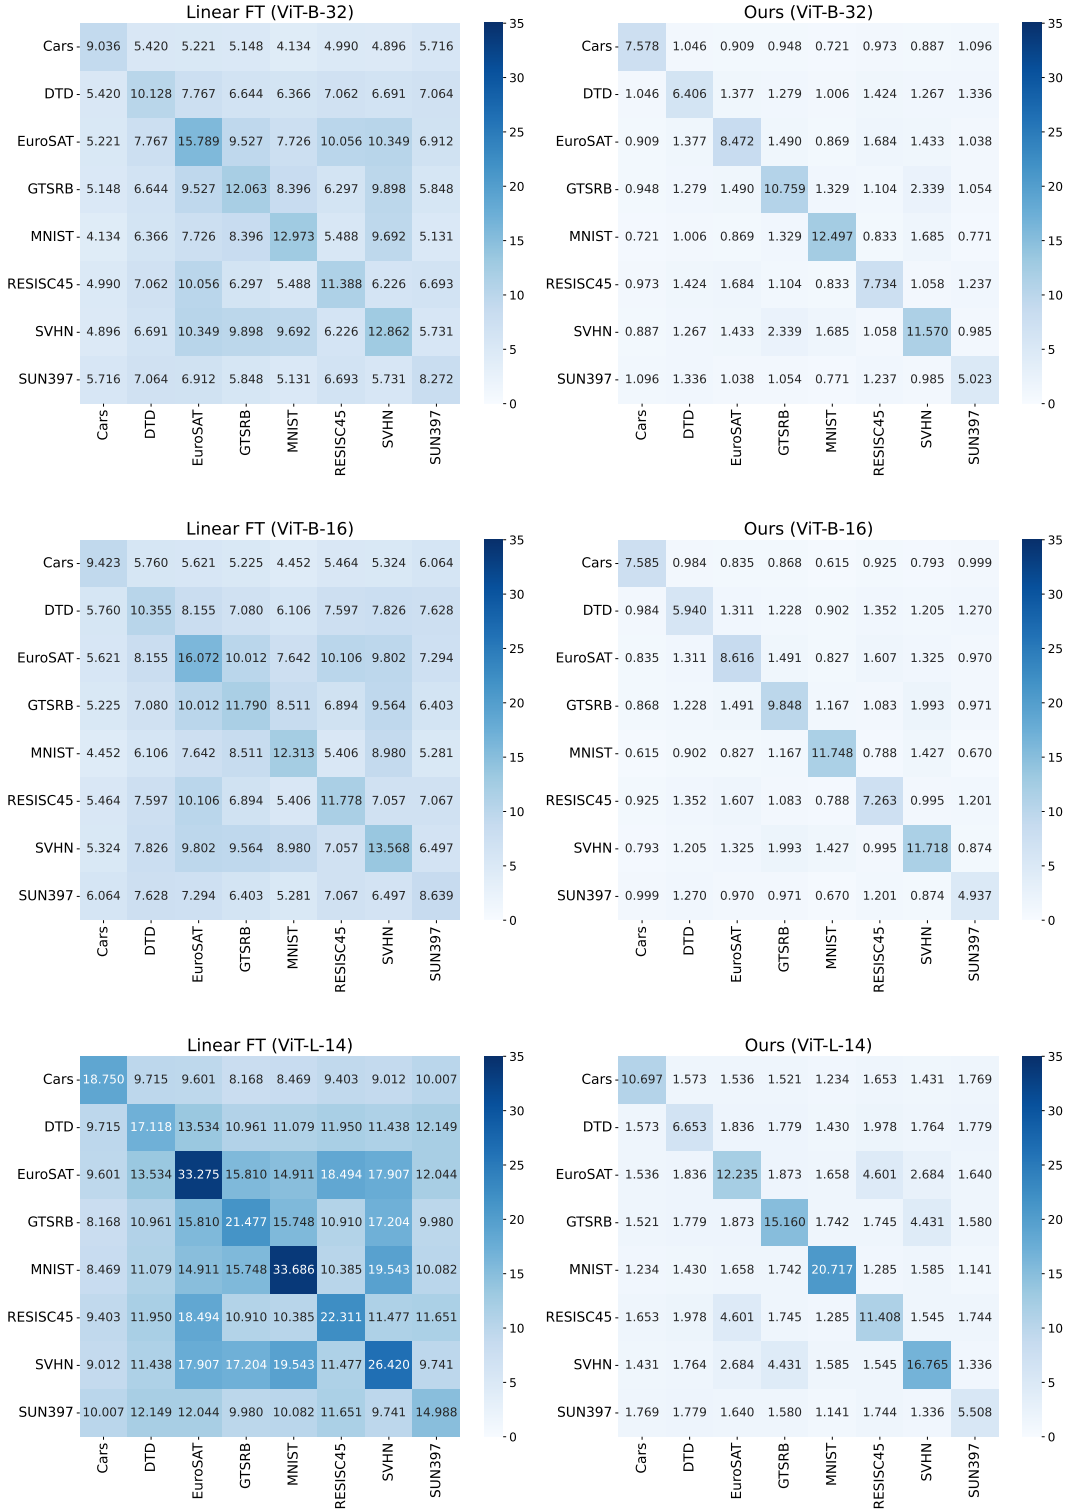 Linear FT (ViT-B-32)
Cars 9.036 5.420 5.221 5.148 4.134 4.990 4.896 5.716
DTD 5.420 10.128 7.767 6.644 6.366 7.062 6.691 7.064
EuroSAT 5.221 7.767 15.789 9.527 7.726 10.056 10.349 6.912
GTSRB 5.148 6.644 9.527 12.063 8.396 6.297 9.898 5.848
MNIST 4.134 6.366 7.726 8.396 12.973 5.488 9.692 5.131
RESISC45 4.990 7.062 10.056 6.297 5.488 11.388 6.226 6.693
SVHN 4.896 6.691 10.349 9.898 9.692 6.226 12.862 5.731
SUN397 5.716 7.064 6.912 5.848 5.131 6.693 5.731 8.272
Cars DTD EuroSAT GTSRB MNIST RESISC45 SVHN SUN397
35
30
25
20
15
10
5
0
Ours (ViT-B-32)
7.578 1.046 0.909 0.948 0.721 0.973 0.887 1.096
1.046 6.406 1.377 1.279 1.006 1.424 1.267 1.336
0.909 1.377 8.472 1.490 0.869 1.684 1.433 1.038
0.948 1.279 1.490 10.759 1.329 1.104 2.339 1.054
0.721 1.006 0.869 1.329 12.497 0.833 1.685 0.771
0.973 1.424 1.684 1.104 0.833 7.734 1.058 1.237
0.887 1.267 1.433 2.339 1.685 1.058 11.570 0.985
1.096 1.336 1.038 1.054 0.771 1.237 0.985 5.023
Cars DTD EuroSAT GTSRB MNIST RESISC45 SVHN SUN397
35
30
25
20
15
10
5
0
Linear FT (ViT-B-16)
Cars 9.423 5.760 5.621 5.225 4.452 5.464 5.324 6.064
DTD 5.760 10.355 8.155 7.080 6.106 7.597 7.826 7.628
EuroSAT 5.621 8.155 16.072 10.012 7.642 10.106 9.802 7.294
GTSRB 5.225 7.080 10.012 11.790 8.511 6.894 9.564 6.403
MNIST 4.452 6.106 7.642 8.511 12.313 5.406 8.980 5.281
RESISC45 5.464 7.597 10.106 6.894 5.406 11.778 7.057 7.067
SVHN 5.324 7.826 9.802 9.564 8.980 7.057 13.568 6.497
SUN397 6.064 7.628 7.294 6.403 5.281 7.067 6.497 8.639
Cars DTD EuroSAT GTSRB MNIST RESISC45 SVHN SUN397
35
30
25
20
15
10
5
0
Ours (ViT-B-16)
7.585 0.984 0.835 0.868 0.615 0.925 0.793 0.999
0.984 5.940 1.311 1.228 0.902 1.352 1.205 1.270
0.835 1.311 8.616 1.491 0.827 1.607 1.325 0.970
0.868 1.228 1.491 9.848 1.167 1.083 1.993 0.971
0.615 0.902 0.827 1.167 11.748 0.788 1.427 0.670
0.925 1.352 1.607 1.083 0.788 7.263 0.995 1.201
0.793 1.205 1.325 1.993 1.427 0.995 11.718 0.874
0.999 1.270 0.970 0.971 0.670 1.201 0.874 4.937
Cars DTD EuroSAT GTSRB MNIST RESISC45 SVHN SUN397
35
30
25
20
15
10
5
0
Linear FT (ViT-L-14)
Cars 18.750 9.715 9.601 8.168 8.469 9.403 9.012 10.007
DTD 9.715 17.118 13.534 10.961 11.079 11.950 11.438 12.149
EuroSAT 9.601 13.534 33.275 15.810 14.911 18.494 17.907 12.044
GTSRB 8.168 10.961 15.810 21.477 15.748 10.910 17.204 9.980
MNIST 8.469 11.079 14.911 15.748 33.686 10.385 19.543 10.082
RESISC45 9.403 11.950 18.494 10.910 10.385 22.311 11.477 11.651
SVHN 9.012 11.438 17.907 17.204 19.543 11.477 26.420 9.741
SUN397 10.007 12.149 12.044 9.980 10.082 11.651 9.741 14.988
Cars DTD EuroSAT GTSRB MNIST RESISC45 SVHN SUN397
35
30
25
20
15
10
5
0
Ours (ViT-L-14)
10.697 1.573 1.536 1.521 1.234 1.653 1.431 1.769
1.573 6.653 1.836 1.779 1.430 1.978 1.764 1.779
1.536 1.836 12.235 1.873 1.658 4.601 2.684 1.640
1.521 1.779 1.873 15.160 1.742 1.745 4.431 1.580
1.234 1.430 1.658 1.742 20.717 1.285 1.585 1.141
1.653 1.978 4.601 1.745 1.285 11.408 1.545 1.744
1.431 1.764 2.684 4.431 1.585 1.545 16.765 1.336
1.769 1.779 1.640 1.580 1.141 1.744 1.336 5.508
Cars DTD EuroSAT GTSRB MNIST RESISC45 SVHN SUN397
35
30
25
20
15
10
5
0